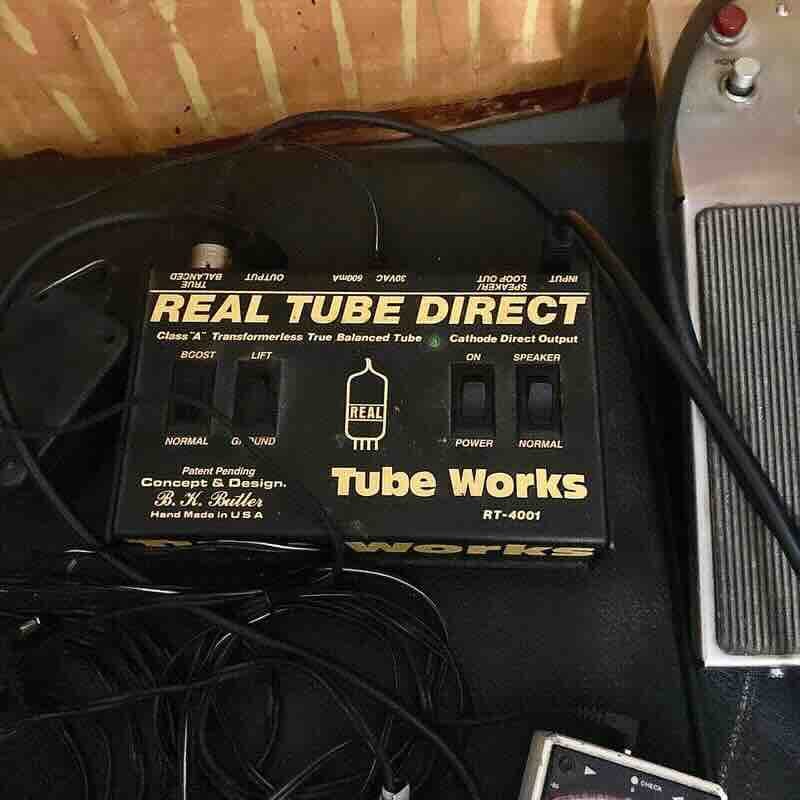 TRUE BALANCED
OUTPUT
600mA
30VAC
SPEAKER/ LOOP OUT
INPUT
REAL TUBE DIRECT
Class "A" Transformerless True Balanced Tube Cathode Direct Output
BOOST LIFT ON SPEAKER
REAL
NORMAL GROUND POWER NORMAL
Patent Pending
Concept & Design.
B. K. Butler
Hand Made in U S A
Tube Works
RT-4001
CHECK